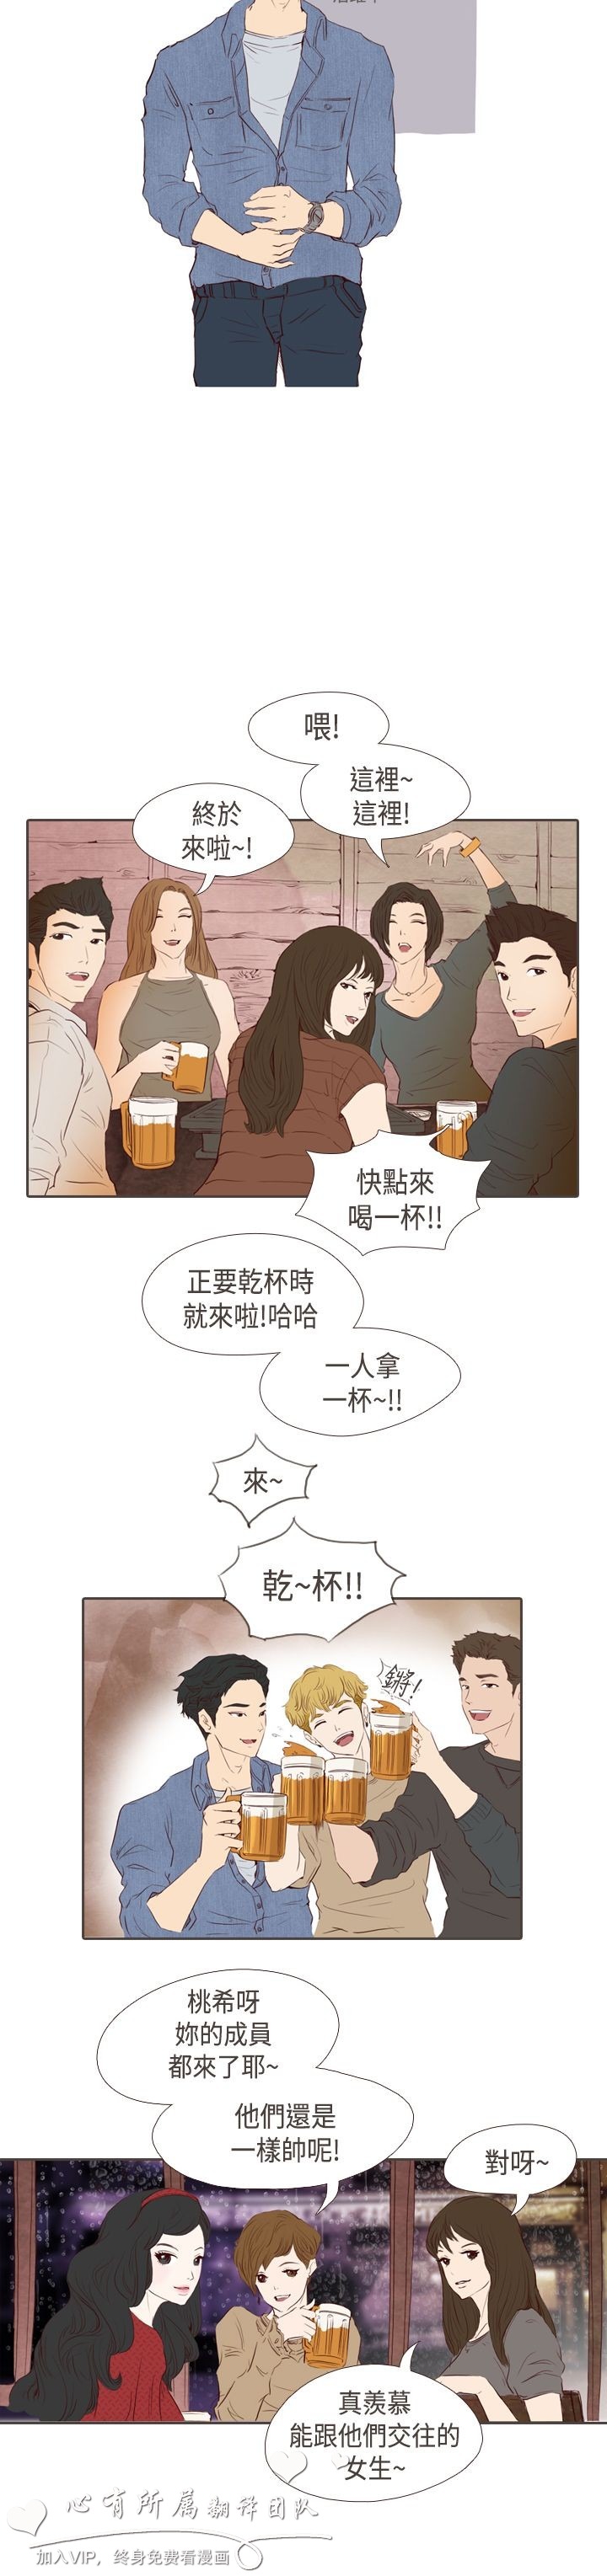 喂!
這裡~
這裡!
終於
來啦~!
快點來
喝一杯!!
正要乾杯時
就來啦!哈哈
一人拿
一杯~!!
來~
乾~杯!!
鏘!
桃希呀
妳的成員
都來了耶~
他們還是
一樣帥呢!
對呀~
真羨慕
能跟他們交往的
女生~
心有所属翻译团队
加入VIP，终身免费看漫画